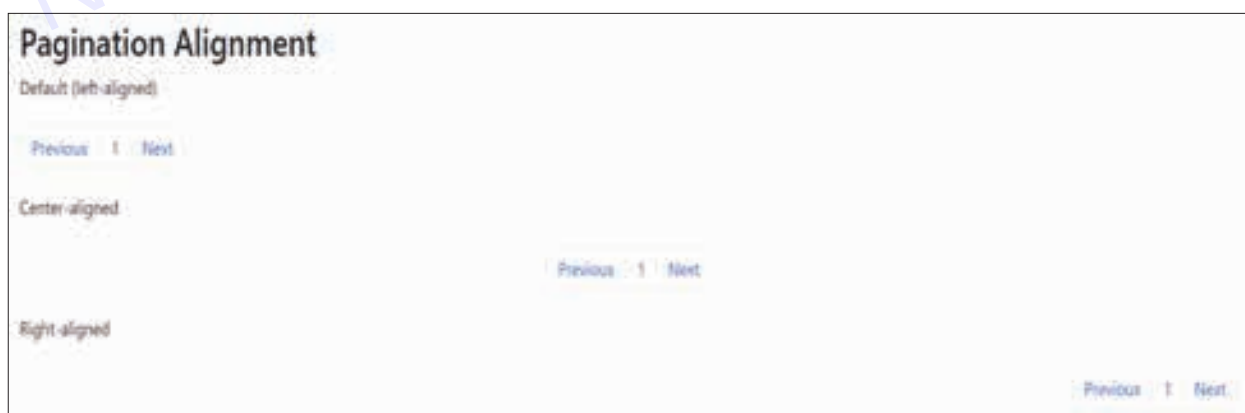 Pagination Alignment
Default (left-aligned)
Previous 1 Next
Center-aligned
Previous 1 Next
Right-aligned
Previous 1 Next